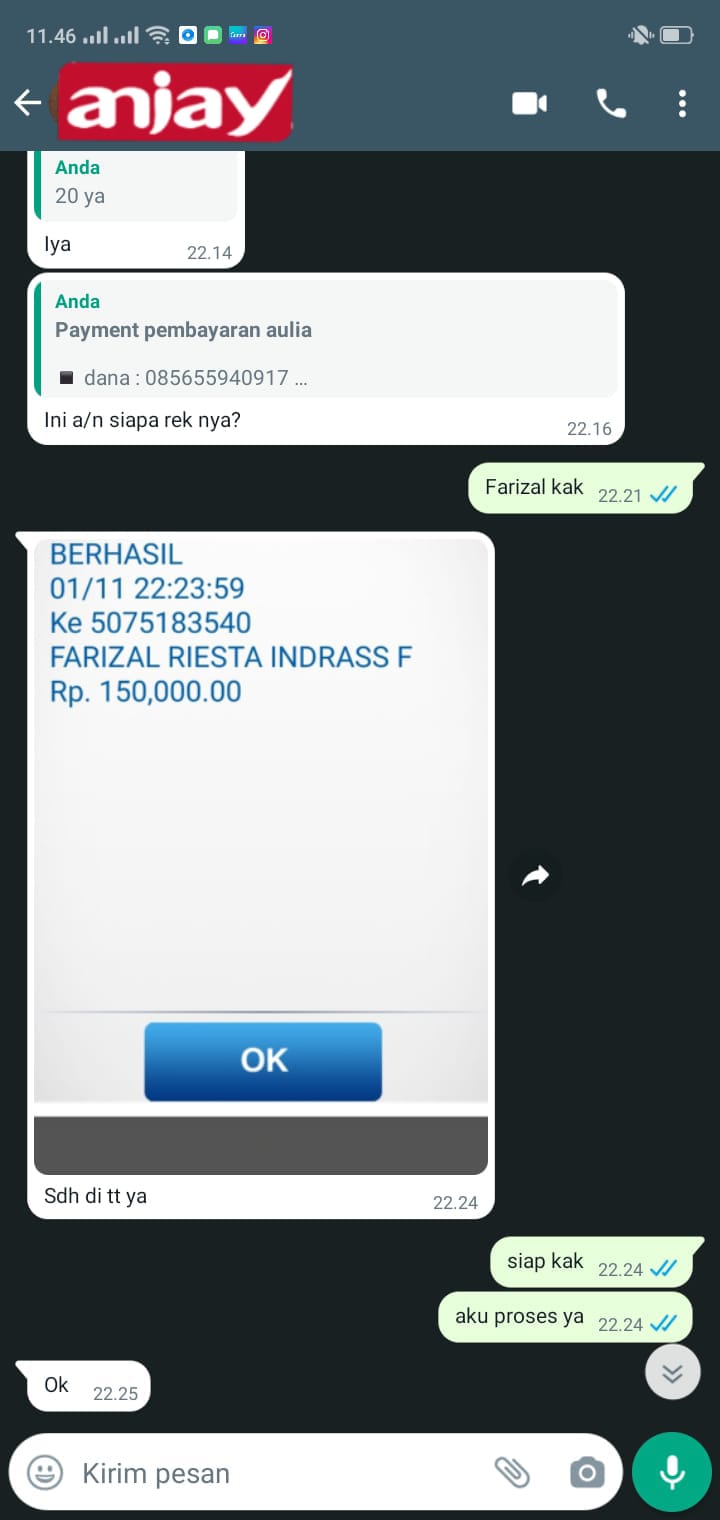 11.46
anjay
Anda
20 ya
Iya
22.14
Anda
Payment pembayaran aulia
dana : 085655940917 ...
Ini a/n siapa rek nya?
22.16
Farizal kak 22.21
BERHASIL
01/11 22:23:59
Ke 5075183540
FARIZAL RIESTA INDRASS F
Rp. 150,000.00
OK
Sdh di tt ya
22.24
siap kak 22.24
aku proses ya 22.24
Ok 22.25
Kirim pesan